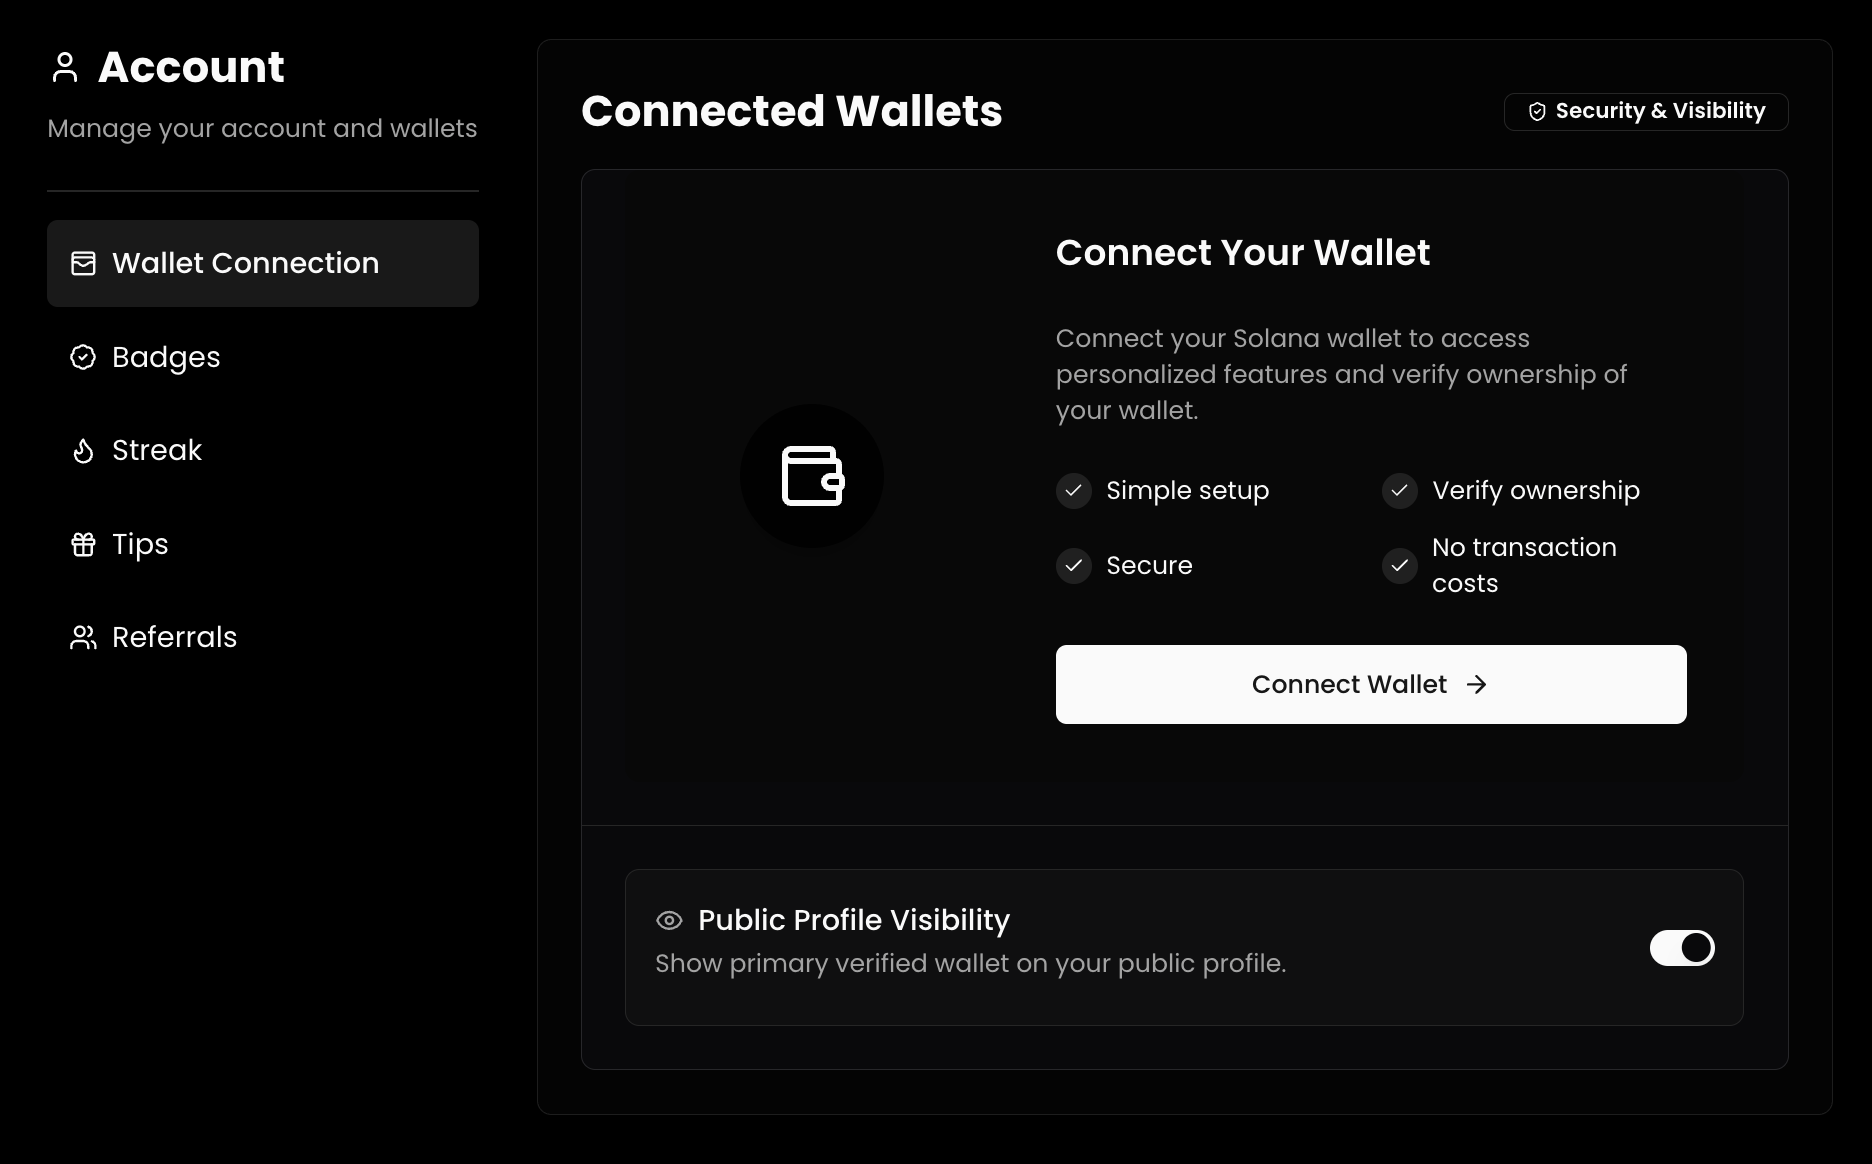 Account
Manage your account and wallets
Wallet Connection
Badges
Streak
Tips
Referrals
Connected Wallets
Security & Visibility
Connect Your Wallet
Connect your Solana wallet to access
personalized features and verify ownership of
your wallet.
Simple setup
Verify ownership
Secure
No transaction
costs
Connect Wallet
Public Profile Visibility
Show primary verified wallet on your public profile.